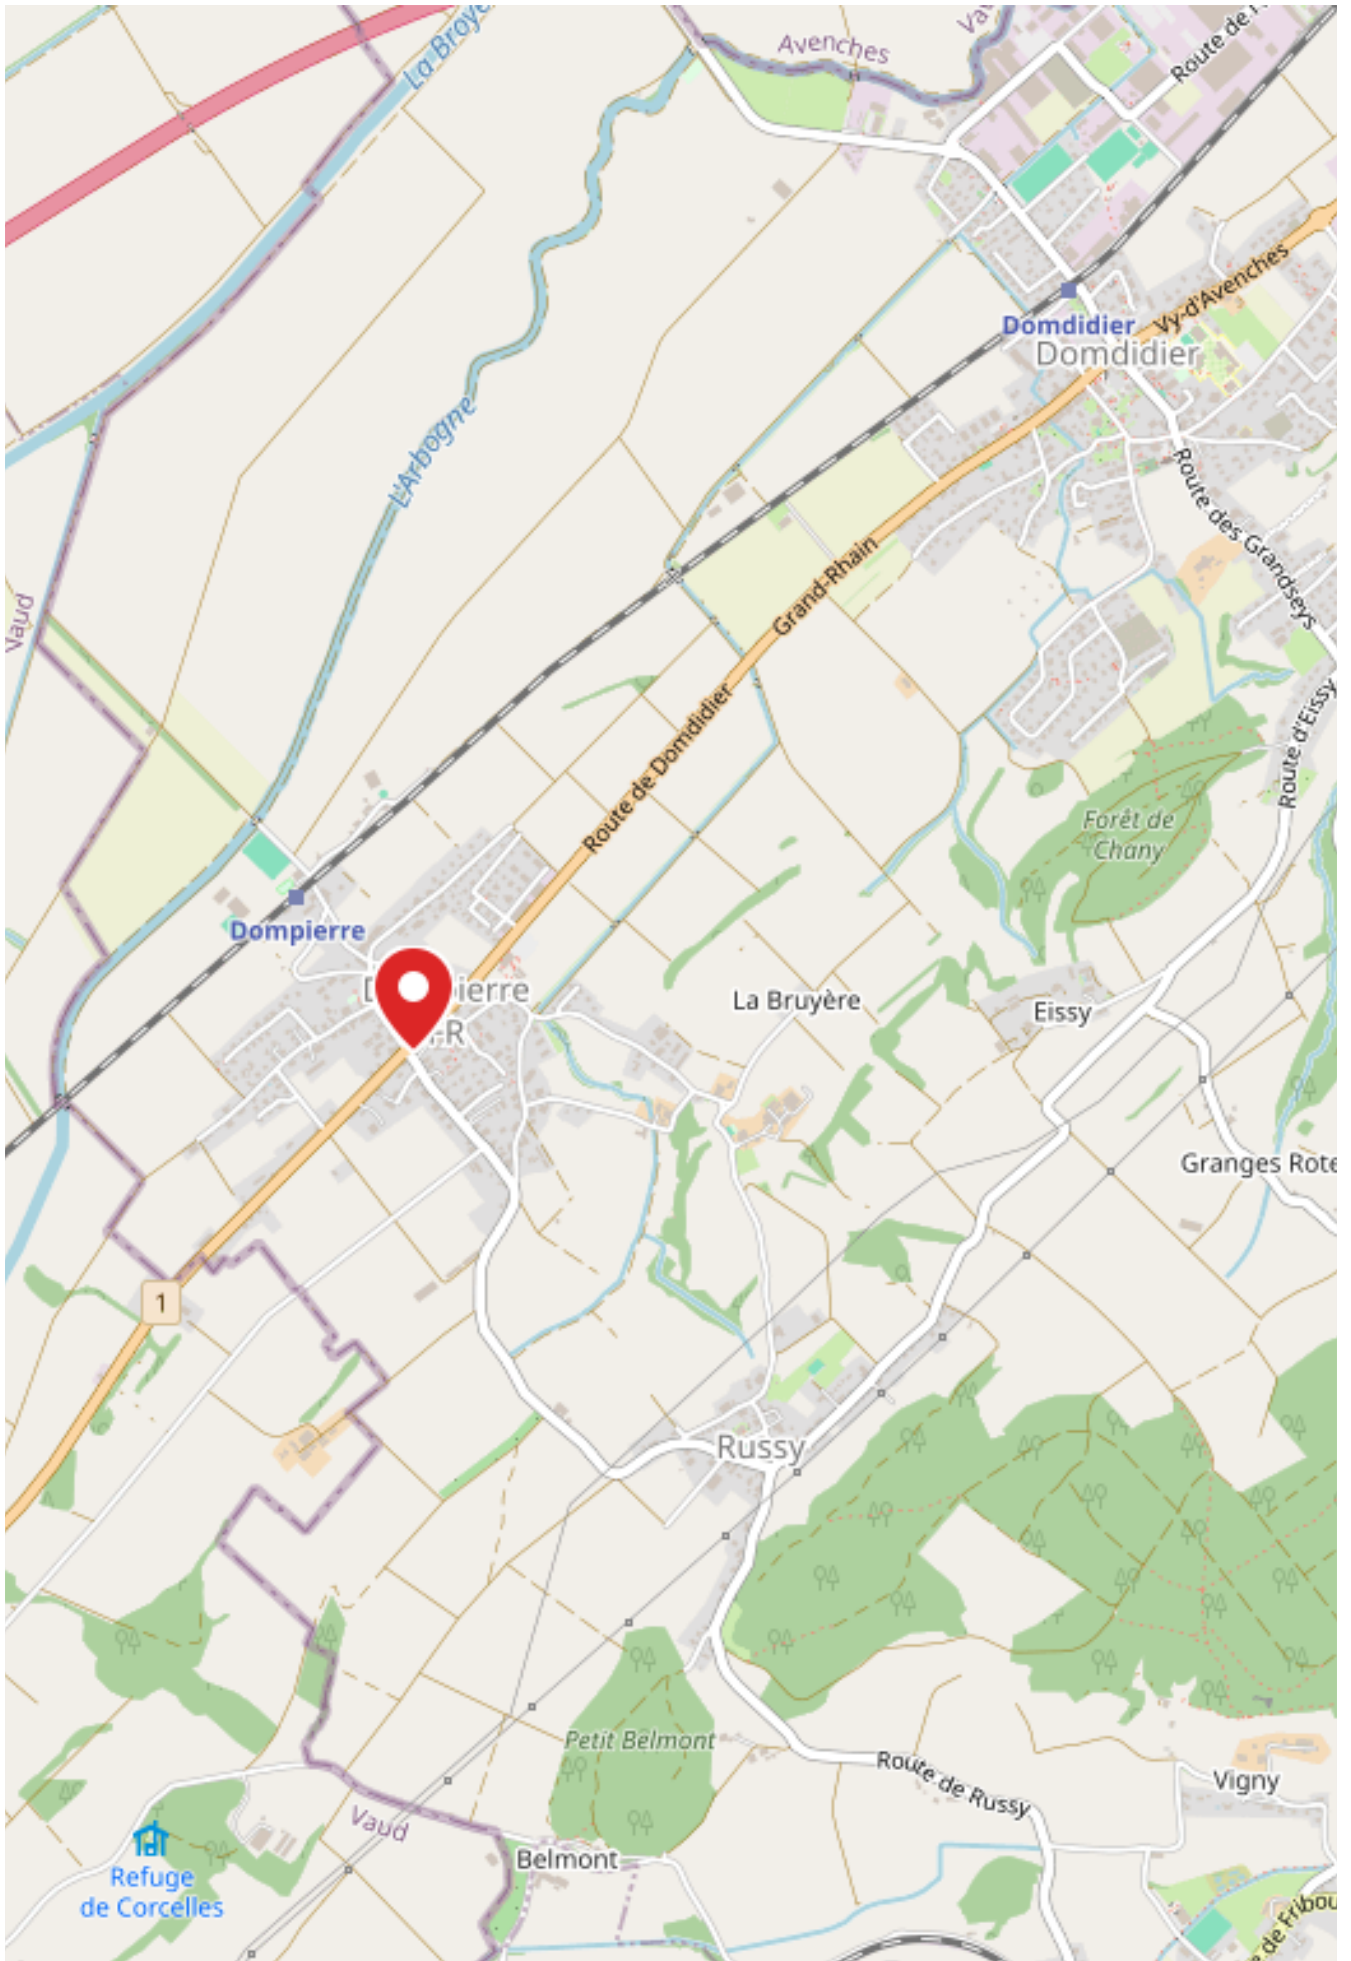 La Broye
Avenches
Route de
Domdidier
Domdidier
Vy-d'Avenches
L'Arbogne
Route des Grandseys
Grand-Rhain
Vaud
Route de Domdidier
Route d'Eissy
Forêt de
Chany
Dompierre
La Bruyère
Eissy
Granges Rote
1
Russy
Petit Belmont
Route de Russy
Vigny
Vaud
Belmont
Refuge
de Corcelles
de Fribou